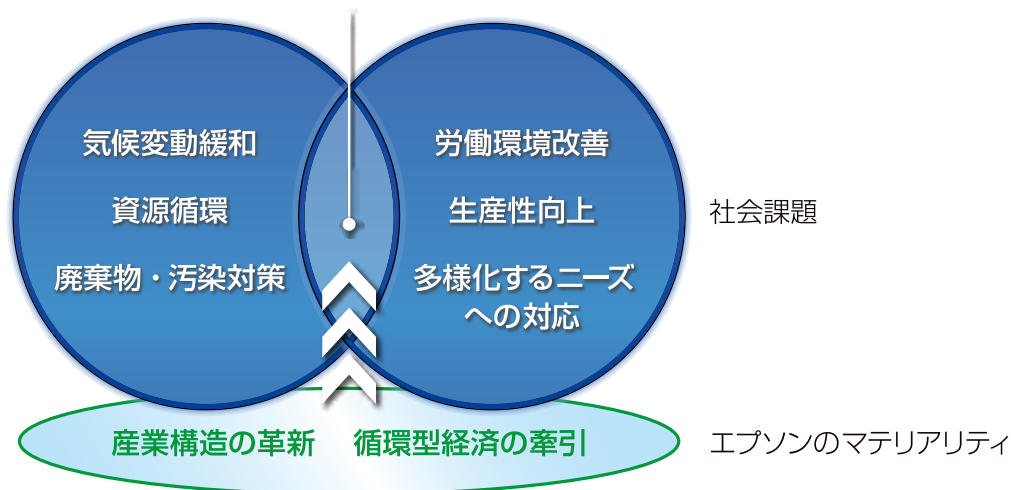 気候変動緩和
資源循環
廃棄物・汚染対策
労働環境改善
生産性向上
多様化するニーズ
への対応
社会課題
産業構造の革新
循環型経済の牽引
エプソンのマテリアリティ